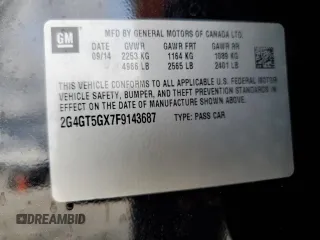 GM
MFD BY GENERAL MOTORS OF CANADA LTD.
DATE GVWR GAWR FRT GAWR RR
09/14 2253 KG 1164 KG 1089 KG
4966 LB 2565 LB 2401 LB
THIS VEHICLE CONFORMS TO ALL APPLICABLE U.S. FEDERAL MOTOR
VEHICLE SAFETY, BUMPER, AND THEFT PREVENTION STANDARDS IN
EFFECT ON THE DATE OF MANUFACTURE SHOWN ABOVE.
2G4GT5GX7F9143687 TYPE: PASS CAR
DREAMBID